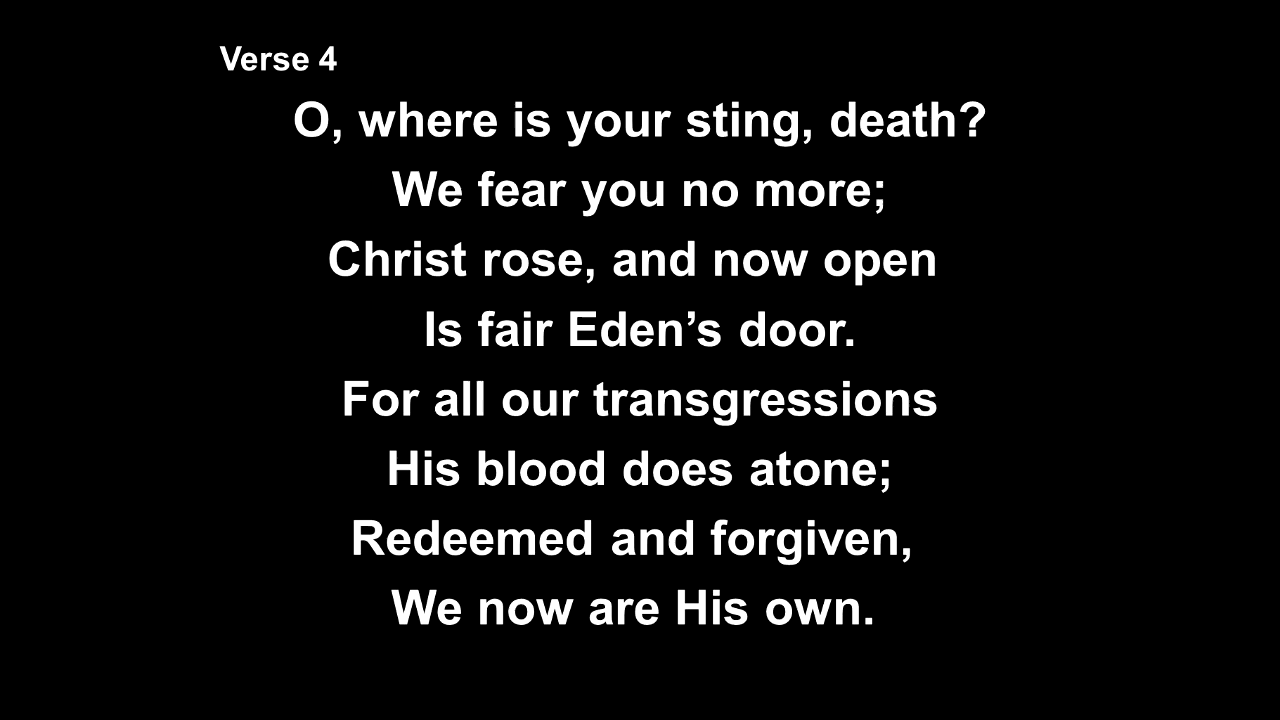 Verse 4
O, where is your sting, death?
We fear you no more;
Christ rose, and now open
Is fair Eden’s door.
For all our transgressions
His blood does atone;
Redeemed and forgiven,
We now are His own.